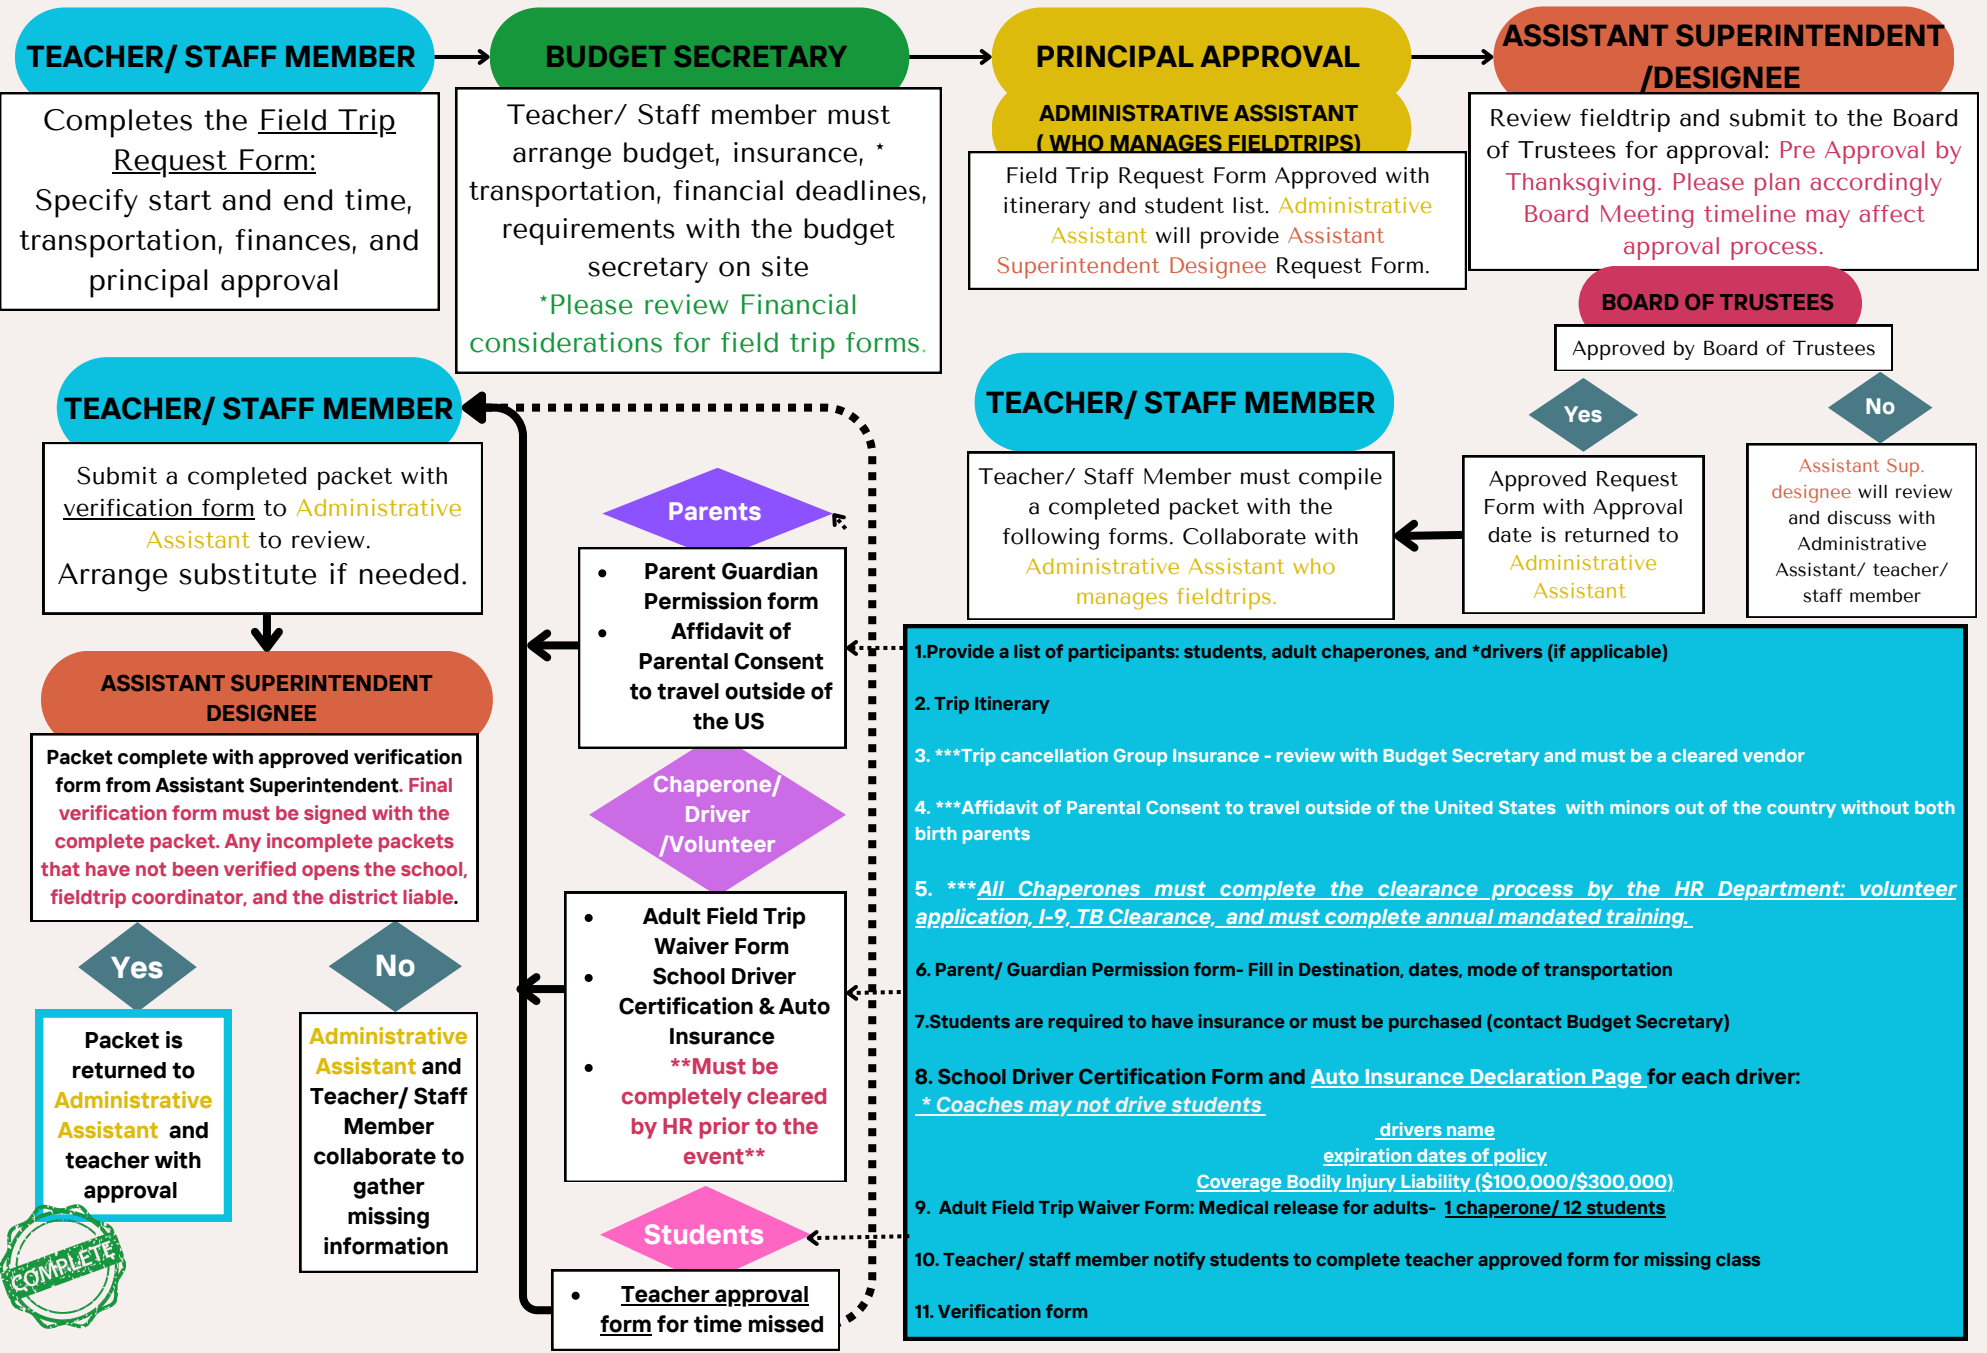 TEACHER/ STAFF MEMBER
Completes the Field Trip
Request Form:
Specify start and end time,
transportation, finances, and
principal approval
BUDGET SECRETARY
Teacher/ Staff member must
arrange budget, insurance, *
transportation, financial deadlines,
requirements with the budget
secretary on site
*Please review Financial
considerations for field trip forms.
PRINCIPAL APPROVAL
ADMINISTRATIVE ASSISTANT
( WHO MANAGES FIELDTRIPS)
Field Trip Request Form Approved with
itinerary and student list. Administrative
Assistant will provide Assistant
Superintendent Designee Request Form.
ASSISTANT SUPERINTENDENT
/DESIGNEE
Review fieldtrip and submit to the Board
of Trustees for approval: Pre Approval by
Thanksgiving. Please plan accordingly
Board Meeting timeline may affect
approval process.
BOARD OF TRUSTEES
Approved by Board of Trustees
Yes
Approved Request
Form with Approval
date is returned to
Administrative
Assistant
No
Assistant Sup.
designee will review
and discuss with
Administrative
Assistant/ teacher/
staff member
TEACHER/ STAFF MEMBER
Teacher/ Staff Member must compile
a completed packet with the
following forms. Collaborate with
Administrative Assistant who
manages fieldtrips.
1.Provide a list of participants: students, adult chaperones, and *drivers (if applicable)
2. Trip Itinerary
3. ***Trip cancellation Group Insurance - review with Budget Secretary and must be a cleared vendor
4. ***Affidavit of Parental Consent to travel outside of the United States with minors out of the country without both
birth parents
5. ***All Chaperones must complete the clearance process by the HR Department: volunteer
application, I-9, TB Clearance, and must complete annual mandated training.
6. Parent/ Guardian Permission form- Fill in Destination, dates, mode of transportation
7.Students are required to have insurance or must be purchased (contact Budget Secretary)
8. School Driver Certification Form and Auto Insurance Declaration Page for each driver:
* Coaches may not drive students
drivers name
expiration dates of policy
Coverage Bodily Injury Liability ($100,000/$300,000)
9. Adult Field Trip Waiver Form: Medical release for adults- 1 chaperone/ 12 students
10. Teacher/ staff member notify students to complete teacher approved form for missing class
11. Verification form
Parents
• Parent Guardian
Permission form
• Affidavit of
Parental Consent
to travel outside of
the US
Chaperone/
Driver
/Volunteer
• Adult Field Trip
Waiver Form
• School Driver
Certification & Auto
Insurance
• **Must be
completely cleared
by HR prior to the
event**
Students
• Teacher approval
form for time missed
TEACHER/ STAFF MEMBER
Submit a completed packet with
verification form to Administrative
Assistant to review.
Arrange substitute if needed.
ASSISTANT SUPERINTENDENT
DESIGNEE
Packet complete with approved verification
form from Assistant Superintendent. Final
verification form must be signed with the
complete packet. Any incomplete packets
that have not been verified opens the school,
fieldtrip coordinator, and the district liable.
Yes
Packet is
returned to
Administrative
Assistant and
teacher with
approval
COMPLETE
No
Administrative
Assistant and
Teacher/ Staff
Member
collaborate to
gather
missing
information